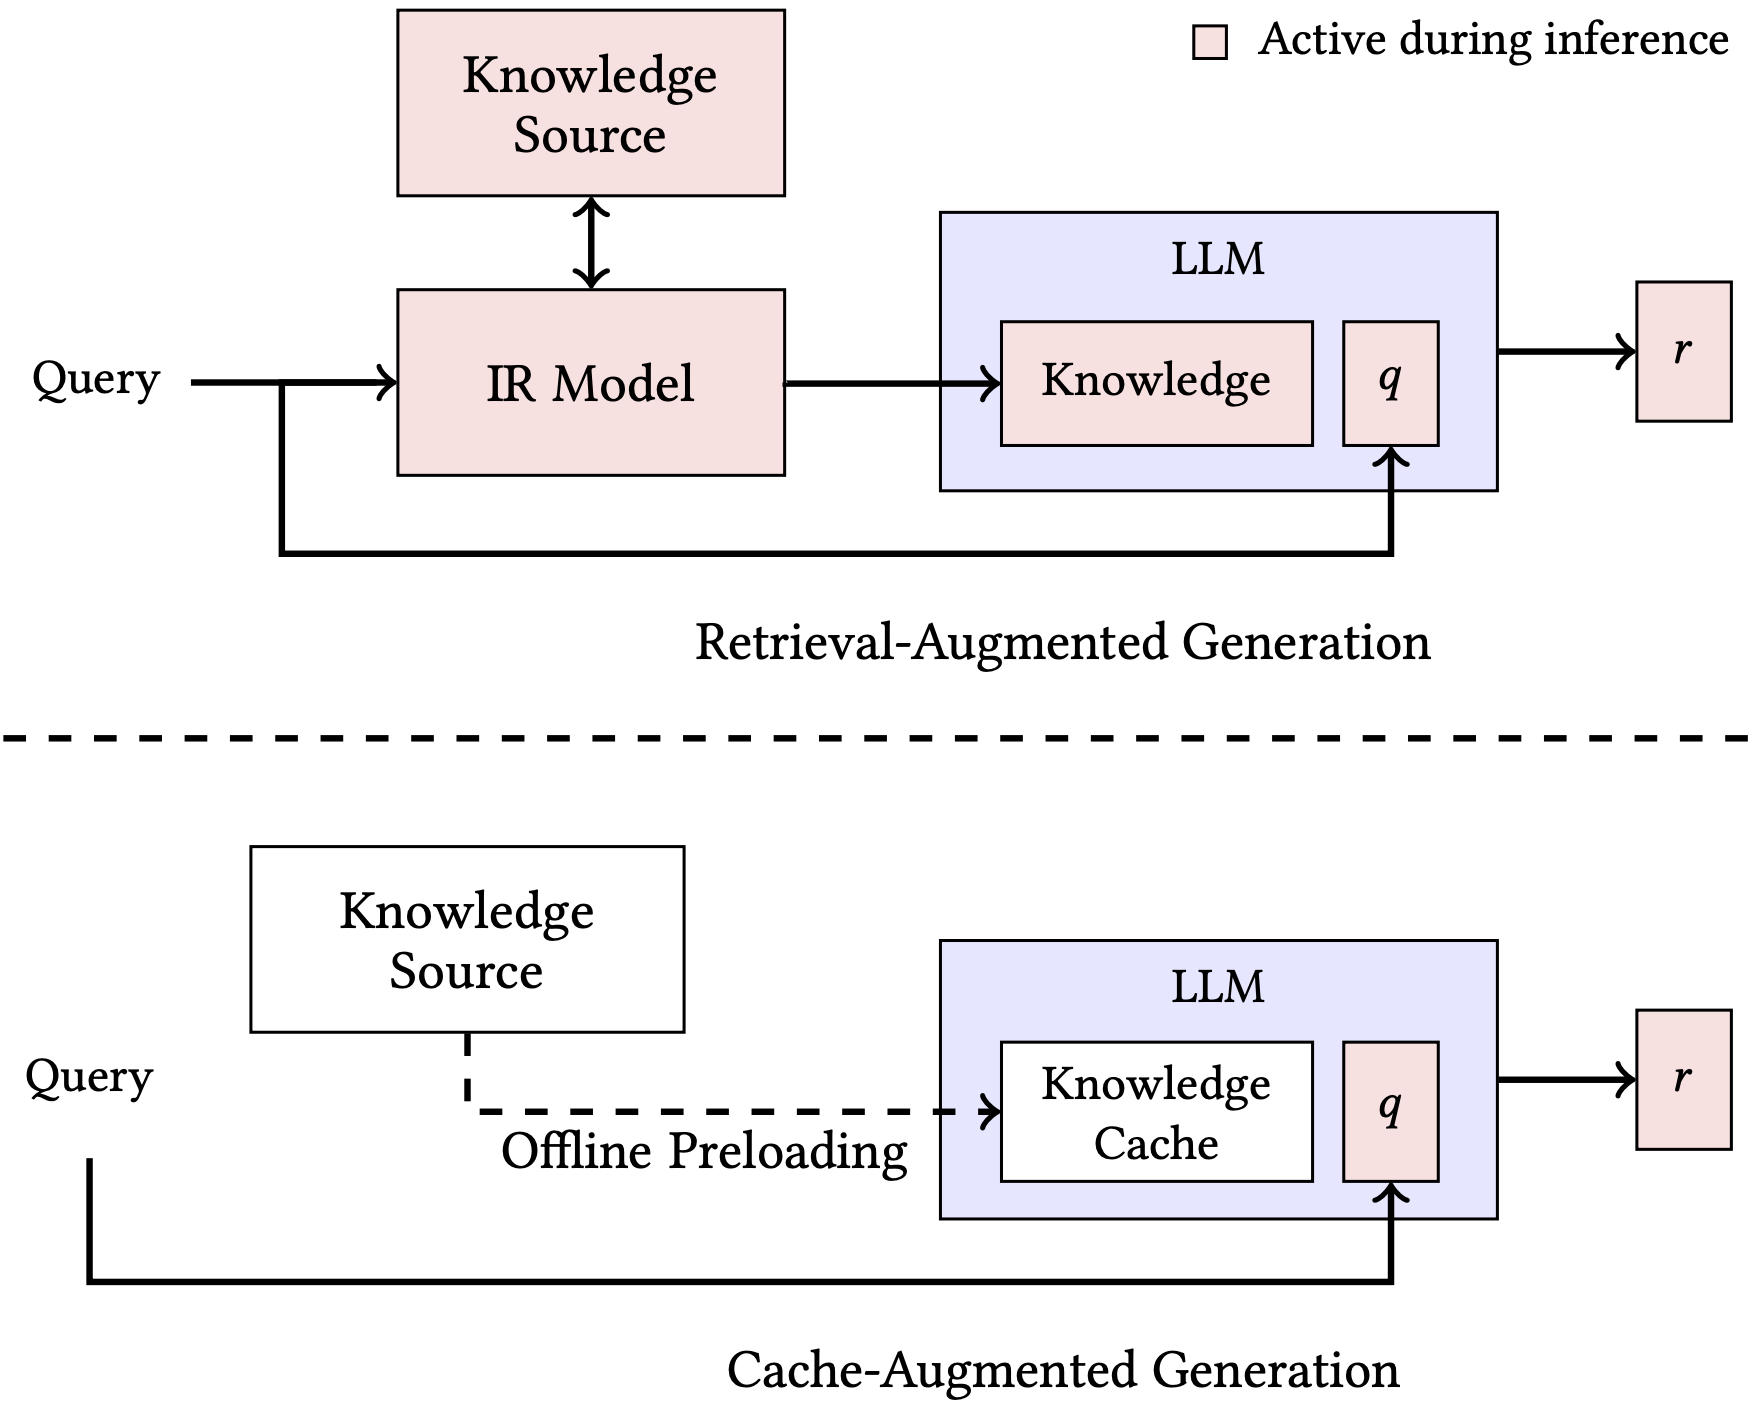 Active during inference
Knowledge
Source
LLM
Query
IR Model
Knowledge
q
r
Retrieval-Augmented Generation
Knowledge
Source
LLM
Query
Knowledge
Cache
q
r
Offline Preloading
Cache-Augmented Generation